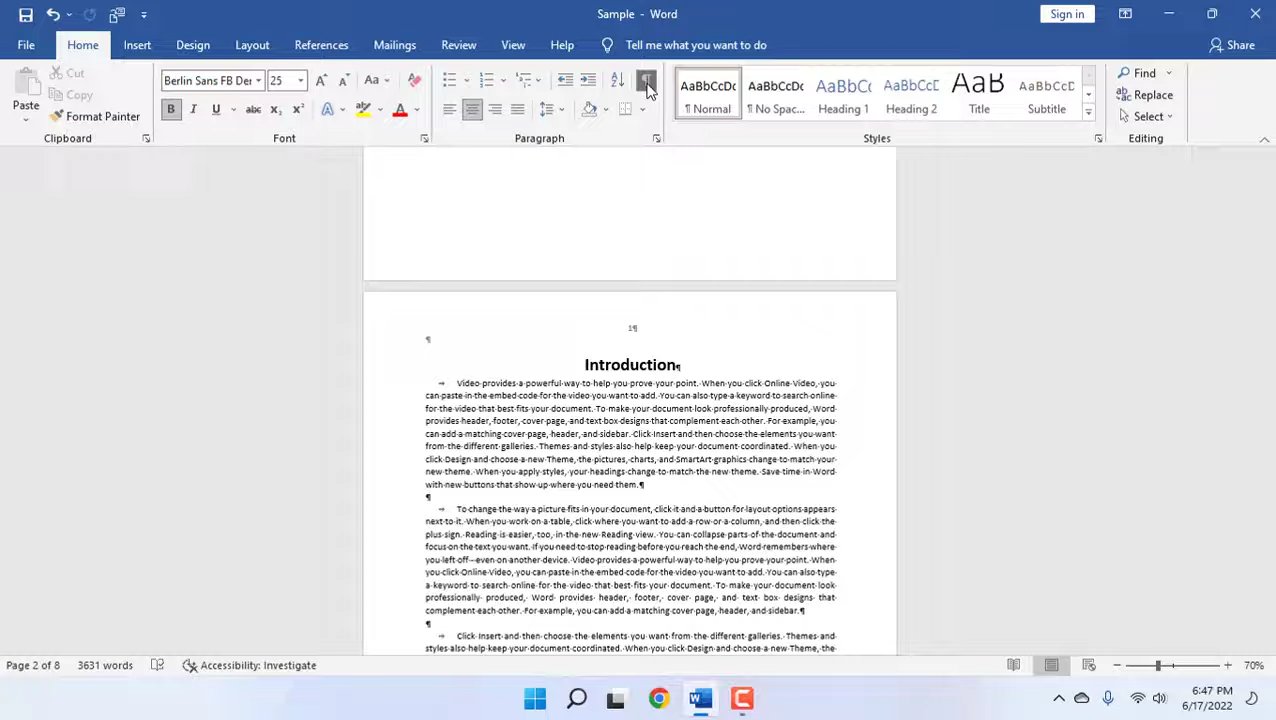 Sample - Word
Sign in
File Home Insert Design Layout References Mailings Review View Help Tell me what you want to do Share
Paste
Cut
Copy
Format Painter
Clipboard
Berlin Sans FB Der 25
Font
Paragraph
AaBbCcDc AaBbCcDc AaBbCc AaBbCcD AaB AaBbCcD
¶ Normal ¶ No Spac... Heading 1 Heading 2 Title Subtitle
Styles
Find
Replace
Select
Editing
1¶
¶
Introduction¶
Video provides a powerful way to help you prove your point. When you click Online Video, you
can paste in the embed code for the video you want to add. You can also type a keyword to search online
for the video that best fits your document. To make your document look professionally produced, Word
provides header, footer, cover page, and text box designs that complement each other. For example, you
can add a matching cover page, header, and sidebar. Click Insert and then choose the elements you want
from the different galleries. Themes and styles also help keep your document coordinated. When you
click Design and choose a new Theme, the pictures, charts, and SmartArt graphics change to match your
new theme. When you apply styles, your headings change to match the new theme. Save time in Word
with new buttons that show up where you need them.¶
¶
To change the way a picture fits in your document, click it and a button for layout options appears
next to it. When you work on a table, click where you want to add a row or a column, and then click the
plus sign. Reading is easier, too, in the new Reading view. You can collapse parts of the document and
focus on the text you want. If you need to stop reading before you reach the end, Word remembers where
you left off - even on another device. Video provides a powerful way to help you prove your point. When
you click Online Video, you can paste in the embed code for the video you want to add. You can also type
a keyword to search online for the video that best fits your document. To make your document look
professionally produced, Word provides header, footer, cover page, and text box designs that
complement each other. For example, you can add a matching cover page, header, and sidebar.¶
¶
Click Insert and then choose the elements you want from the different galleries. Themes and
styles also help keep your document coordinated. When you click Design and choose a new Theme, the
Page 2 of 8 3631 words Accessibility: Investigate 70%
6:47 PM
6/17/2022